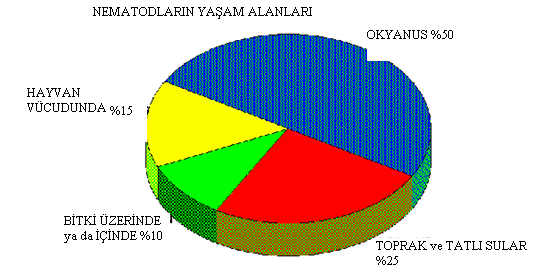 NEMATODLARIN YAŞAM ALANLARI
OKYANUS %50
HAYVAN
VÜCUDUNDA %15
BİTKİ ÜZERİNDE
ya da İÇİNDE %10
TOPRAK ve TATLI SULAR
%25